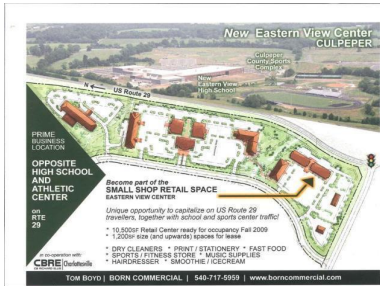 New Eastern View Center
CULPEPER
Culpeper
County Sports
Complex
New
Eastern View
High School
N
US Route 29
PRIME
BUSINESS
LOCATION
OPPOSITE
HIGH SCHOOL
AND
ATHLETIC
CENTER
on
RTE
29
Become part of the
SMALL SHOP RETAIL SPACE
EASTERN VIEW CENTER
Unique opportunity to capitalize on US Route 29
travellers, together with school and sports center traffic!
* 10,500SF Retail Center ready for occupancy Fall 2009
* 1,200SF size (and upwards) spaces for lease
* DRY CLEANERS * PRINT / STATIONERY * FAST FOOD
* SPORTS / FITNESS STORE * MUSIC SUPPLIES
* HAIRDRESSER * SMOOTHIE / ICECREAM
in co-operation with:
CBRE Charlottesville
TOM BOYD | BORN COMMERCIAL | 540-717-5959 | www.borncommercial.com